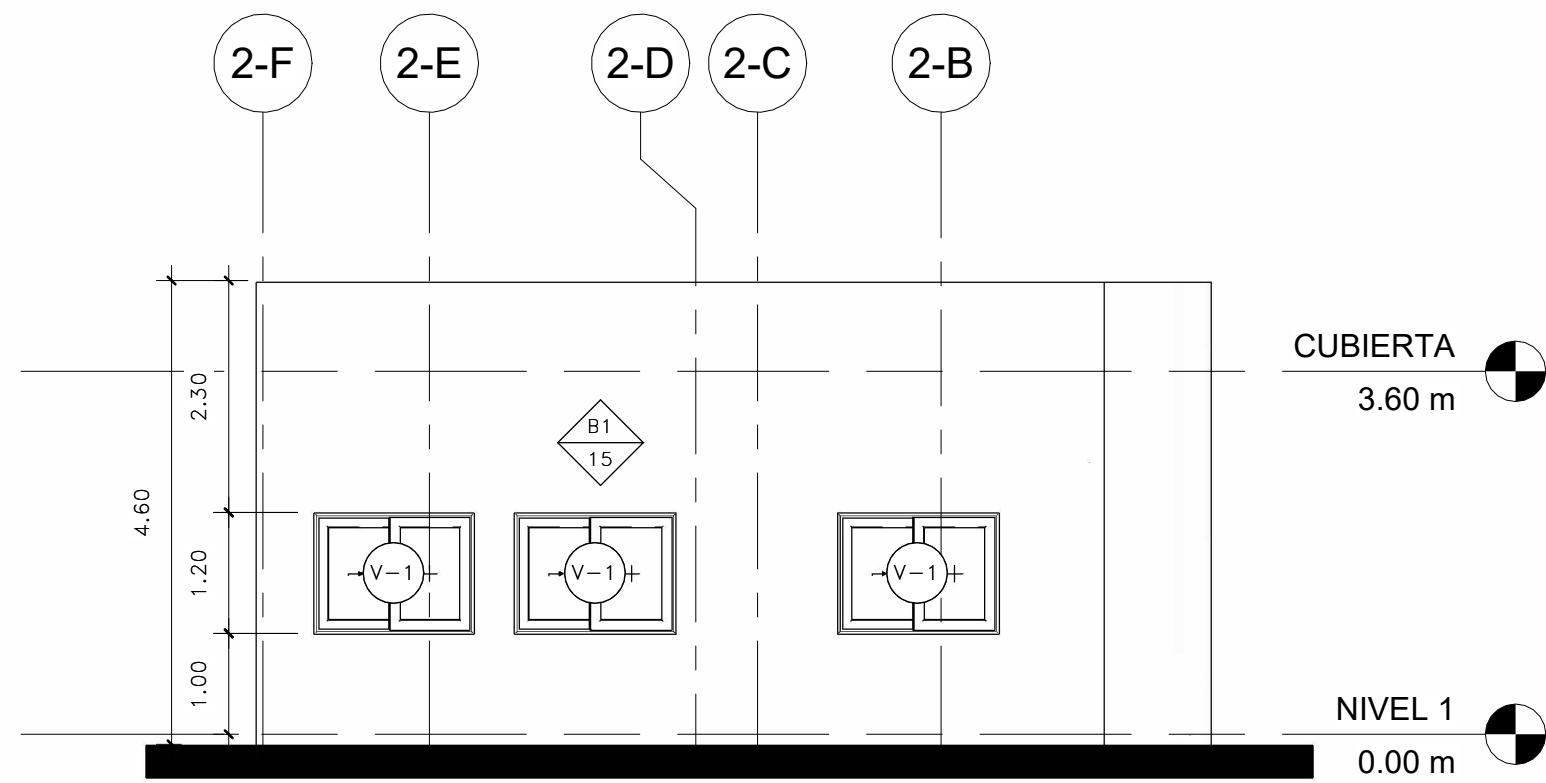 2-F
2-E
2-D
2-C
2-B
CUBIERTA
3.60 m
2.30
B1
15
4.60
1.20
V-1
V-1
V-1
1.00
NIVEL 1
0.00 m